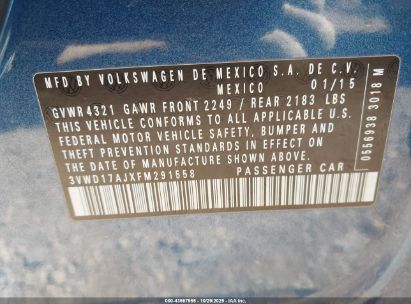 MFD BY VOLKSWAGEN DE MEXICO S.A. DE C.V.
MEXICO 01/15
GVWR 4321 GAWR FRONT 2249 / REAR 2183 LBS
THIS VEHICLE CONFORMS TO ALL APPLICABLE U.S.
FEDERAL MOTOR VEHICLE SAFETY, BUMPER AND
THEFT PREVENTION STANDARDS IN EFFECT ON
THE DATE OF MANUFACTURE SHOWN ABOVE.
3VWD17AJXFM291658 PASSENGER CAR
0556938 3018 M